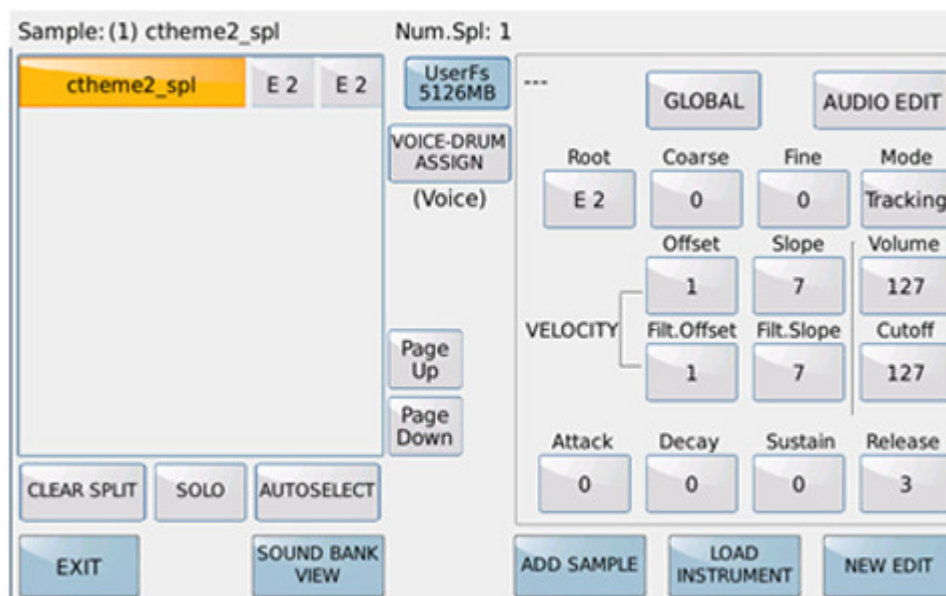 Sample: (1) ctheme2_spl
Num.Spl: 1
ctheme2_spl E 2 E 2
UserFs
5126MB
VOICE-DRUM
ASSIGN
(Voice)
Page
Up
Page
Down
CLEAR SPLIT SOLO AUTOSELECT
EXIT
SOUND BANK
VIEW
---
GLOBAL AUDIO EDIT
Root Coarse Fine Mode
E 2 0 0 Tracking
Offset Slope Volume
1 7 127
VELOCITY
Filt.Offset Filt.Slope Cutoff
1 7 127
Attack Decay Sustain Release
0 0 0 3
ADD SAMPLE
LOAD
INSTRUMENT
NEW EDIT